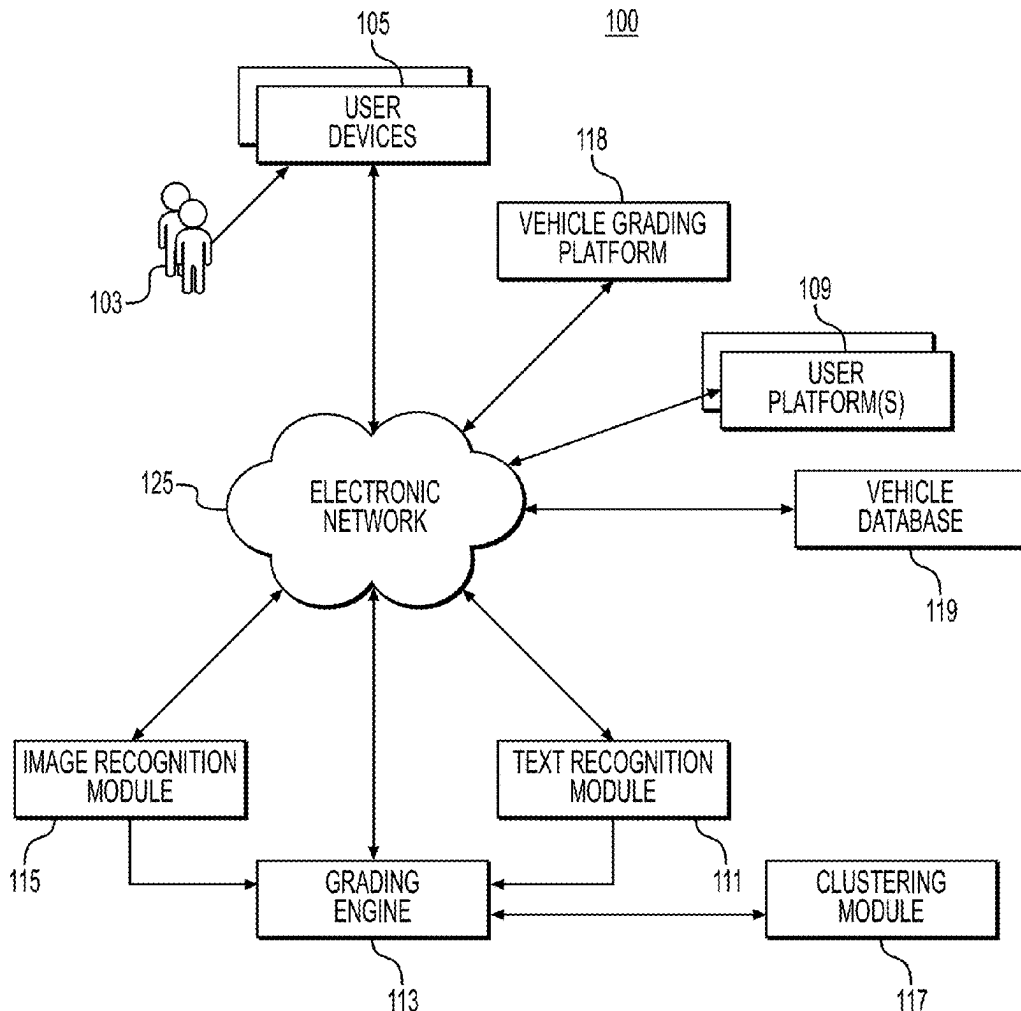 100
105
USER
DEVICES
118
VEHICLE GRADING
PLATFORM
103
109
USER
PLATFORM(S)
125
ELECTRONIC
NETWORK
VEHICLE
DATABASE
119
IMAGE RECOGNITION
MODULE
TEXT RECOGNITION
MODULE
115
GRADING
ENGINE
111
CLUSTERING
MODULE
113
117